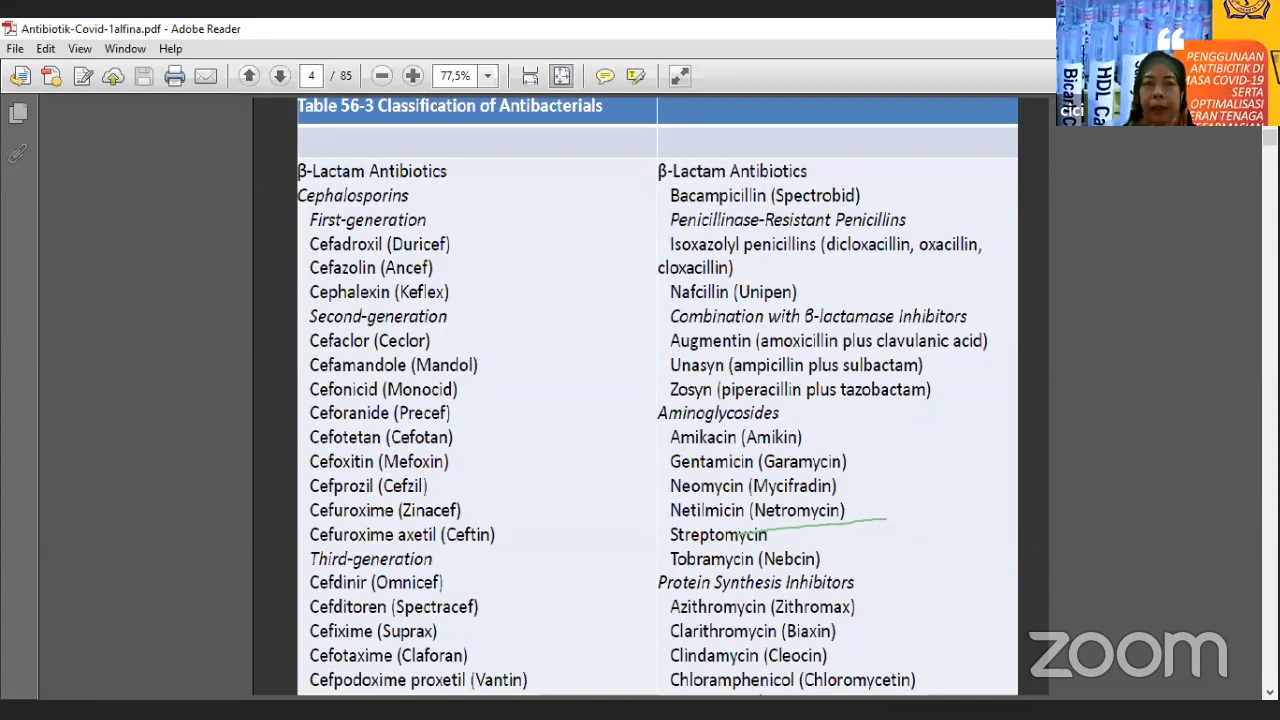 Antibiotik-Covid-1alfina.pdf - Adobe Reader
File Edit View Window Help
4 / 85 77,5%
Table 56-3 Classification of Antibacterials
β-Lactam Antibiotics
Cephalosporins
First-generation
Cefadroxil (Duricef)
Cefazolin (Ancef)
Cephalexin (Keflex)
Second-generation
Cefaclor (Ceclor)
Cefamandole (Mandol)
Cefonicid (Monocid)
Ceforanide (Precef)
Cefotetan (Cefotan)
Cefoxitin (Mefoxin)
Cefprozil (Cefzil)
Cefuroxime (Zinacef)
Cefuroxime axetil (Ceftin)
Third-generation
Cefdinir (Omnicef)
Cefditoren (Spectracef)
Cefixime (Suprax)
Cefotaxime (Claforan)
Cefpodoxime proxetil (Vantin)
β-Lactam Antibiotics
Bacampicillin (Spectrobid)
Penicillinase-Resistant Penicillins
Isoxazolyl penicillins (dicloxacillin, oxacillin,
cloxacillin)
Nafcillin (Unipen)
Combination with β-lactamase Inhibitors
Augmentin (amoxicillin plus clavulanic acid)
Unasyn (ampicillin plus sulbactam)
Zosyn (piperacillin plus tazobactam)
Aminoglycosides
Amikacin (Amikin)
Gentamicin (Garamycin)
Neomycin (Mycifradin)
Netilmicin (Netromycin)
Streptomycin
Tobramycin (Nebcin)
Protein Synthesis Inhibitors
Azithromycin (Zithromax)
Clarithromycin (Biaxin)
Clindamycin (Cleocin)
Chloramphenicol (Chloromycetin)
PENGGUNAAN
ANTIBIOTIK DI
MASA COVID-19
SERTA
OPTIMALISASI
TENAGA
cici
HDL
zoom